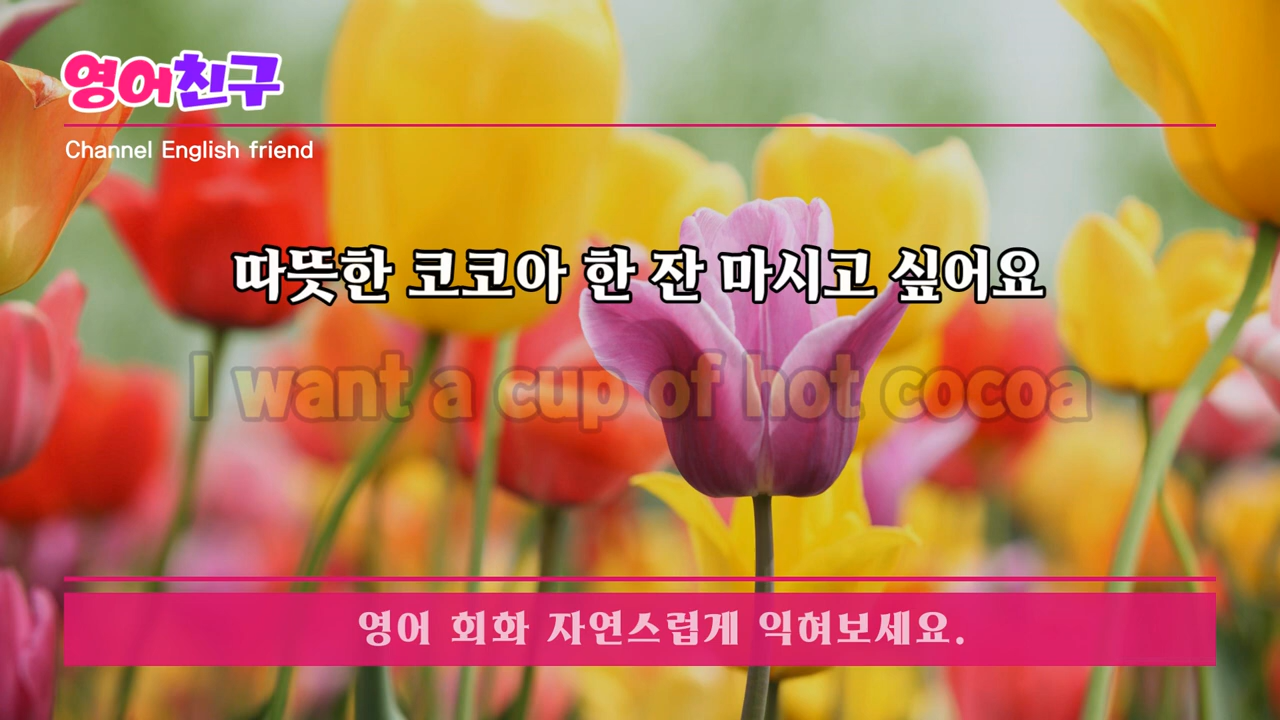 영어친구
Channel English friend
따뜻한 코코아 한 잔 마시고 싶어요
I want a cup of hot cocoa
영어 회화 자연스럽게 익혀보세요.